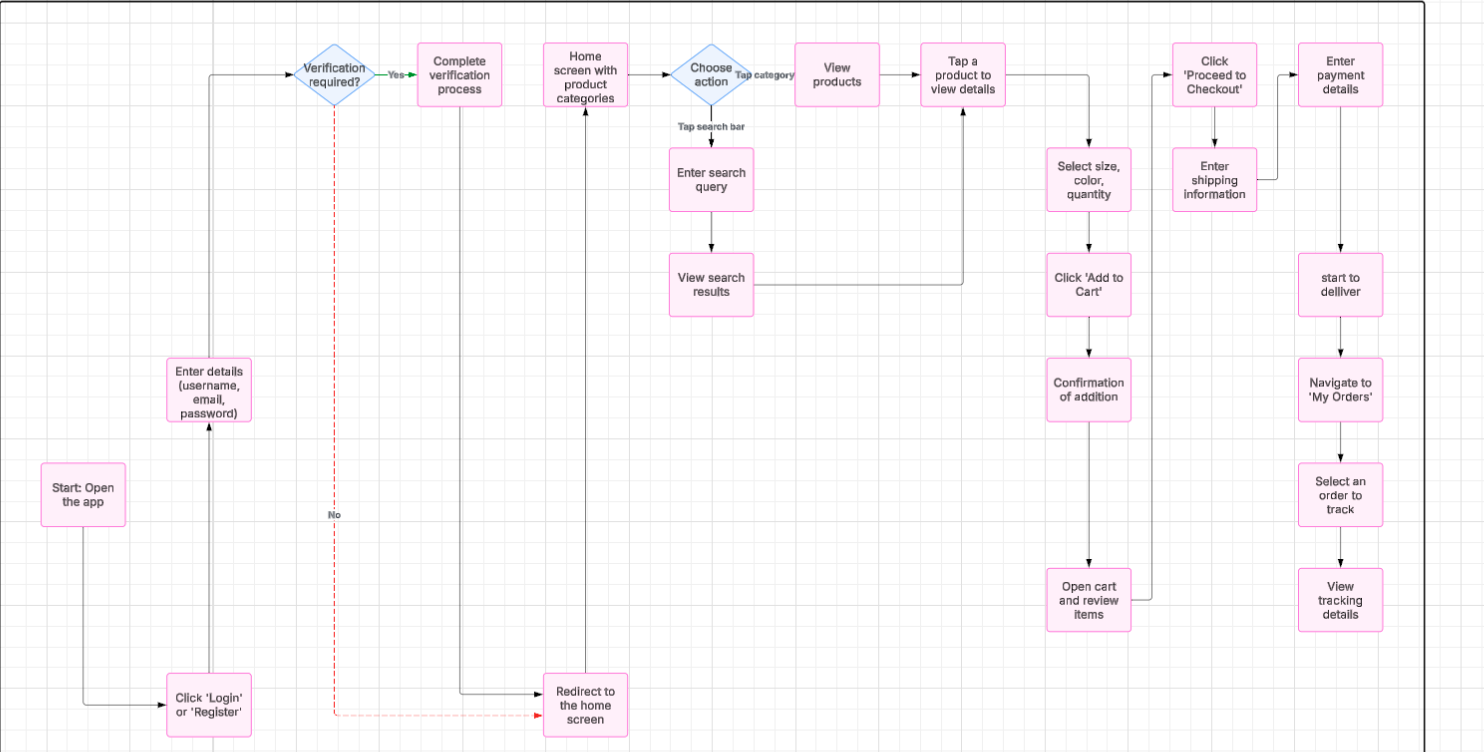 Verification
required?
Yes
Complete
verification
process
Home
screen with
product
categories
Choose
action
Tap category
View
products
Tap a
product to
view details
Click
'Proceed to
Checkout'
Enter
payment
details
Tap search bar
Enter search
query
Select size,
color,
quantity
Enter
shipping
information
View search
results
Click 'Add to
Cart'
start to
delliver
Enter details
(username,
email,
password)
Confirmation
of addition
Navigate to
'My Orders'
Start: Open
the app
No
Select an
order to
track
Open cart
and review
items
View
tracking
details
Click 'Login'
or 'Register'
Redirect to
the home
screen